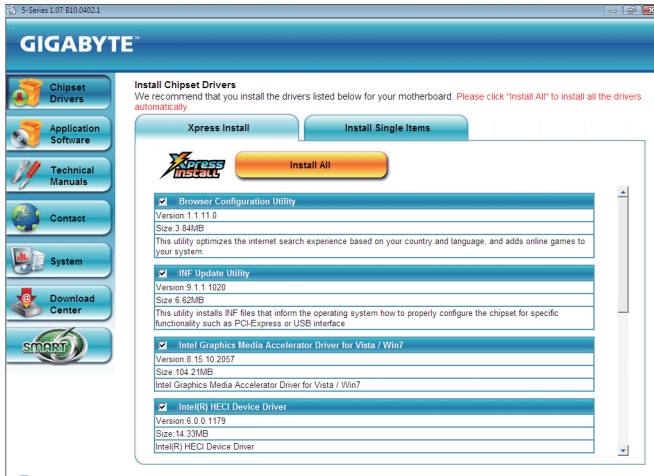 5-Series 1.07 B10.0402.1
GIGABYTE™
Chipset
Drivers
Application
Software
Technical
Manuals
Contact
System
Download
Center
SMART
Install Chipset Drivers
We recommend that you install the drivers listed below for your motherboard. Please click "Install All" to install all the drivers
automatically.
Xpress Install
Install Single Items
Xpress
Install
Install All
Browser Configuration Utility
Version:1.1.11.0
Size:3.84MB
This utility optimizes the internet search experience based on your country and language, and adds online games to
your system.
INF Update Utility
Version:9.1.1.1020
Size:6.62MB
This utility installs INF files that inform the operating system how to properly configure the chipset for specific
functionality such as PCI-Express or USB interface.
Intel Graphics Media Accelerator Driver for Vista / Win7
Version:8.15.10.2057
Size:104.21MB
Intel Graphics Media Accelerator Driver for Vista / Win7
Intel(R) HECI Device Driver
Version:6.0.0.1179
Size:14.33MB
Intel(R) HECI Device Driver